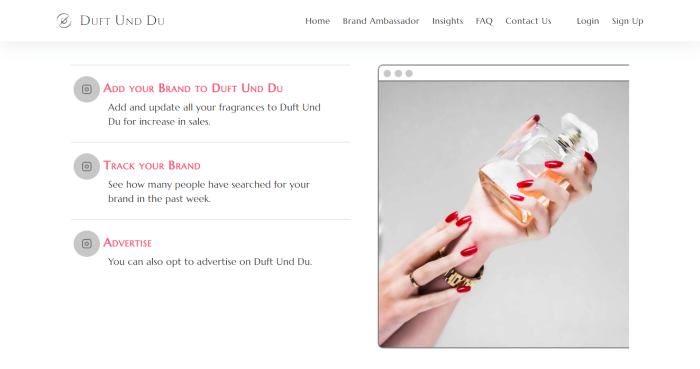 Duft Und Du
Home Brand Ambassador Insights FAQ Contact Us Login Sign Up
Add your Brand to Duft Und Du
Add and update all your fragrances to Duft Und
Du for increase in sales.
Track your Brand
See how many people have searched for your
brand in the past week.
Advertise
You can also opt to advertise on Duft Und Du.